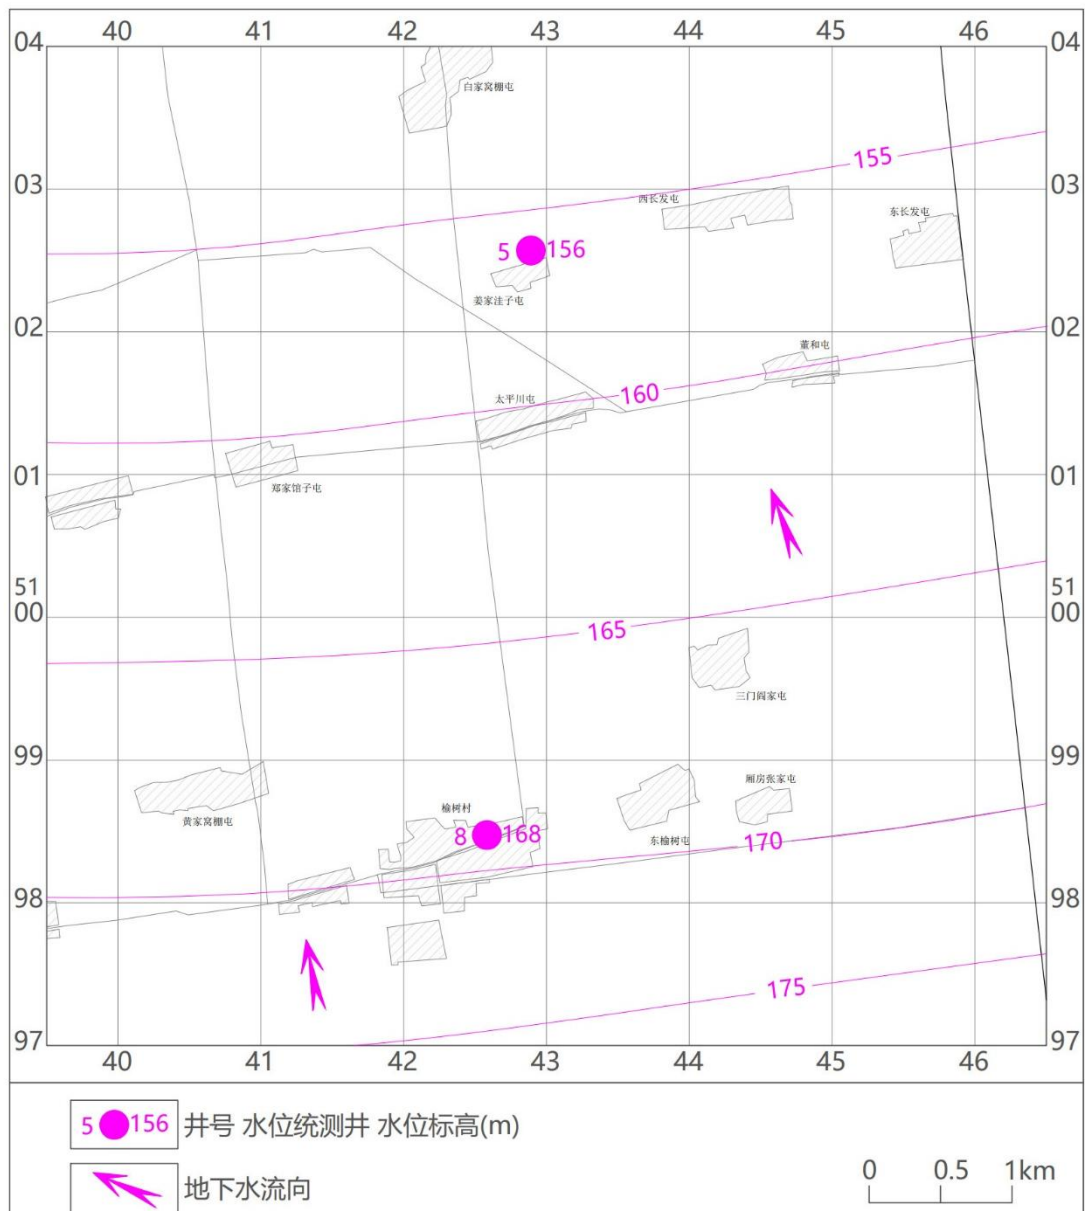 40 41 42 43 44 45 46
04 04
白家窝棚屯
155
03 03
西长发屯
东长发屯
5 156
姜家洼子屯
02 02
董和屯
太平川屯 160
01 01
郑家馆子屯
51 51
00 00
165
三门阎家屯
99 99
厢房张家屯
黄家窝棚屯 榆树村
8 168
东榆树屯 170
98 98
175
97 97
40 41 42 43 44 45 46
5 156 井号 水位统测井 水位标高(m)
地下水流向
0 0.5 1km